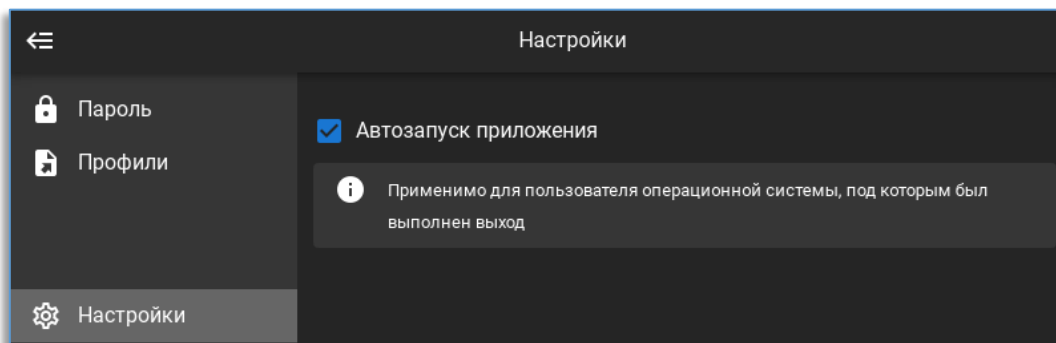 Настройки
Пароль
Профили
Настройки
Автозапуск приложения
Применимо для пользователя операционной системы, под которым был
выполнен выход